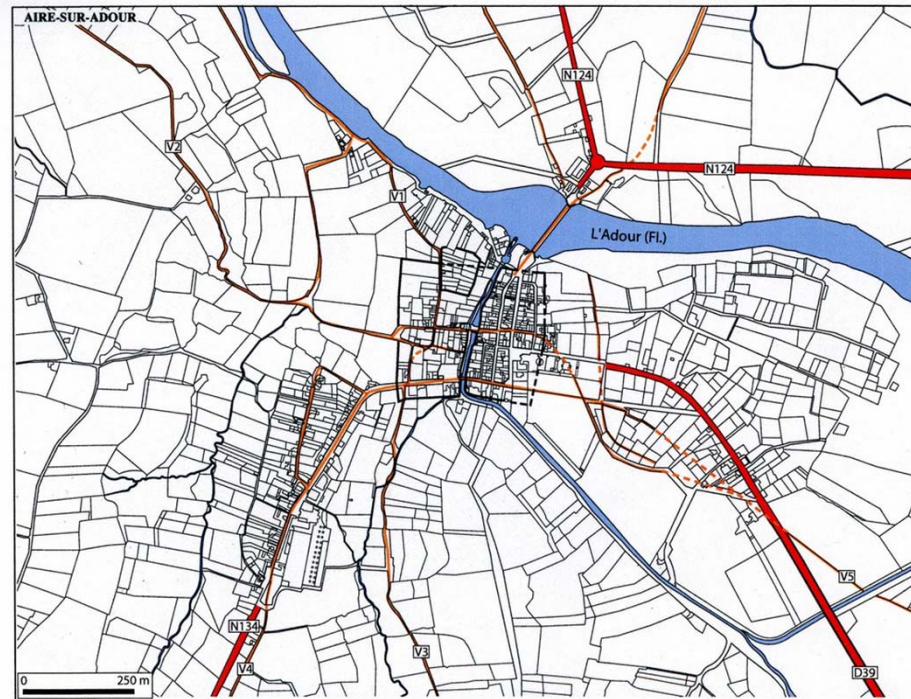 AIRE-SUR-ADOUR
N124
V2
N124
V1
L'Adour (Fl.)
V5
N134
V3
V4
D39
0 250 m